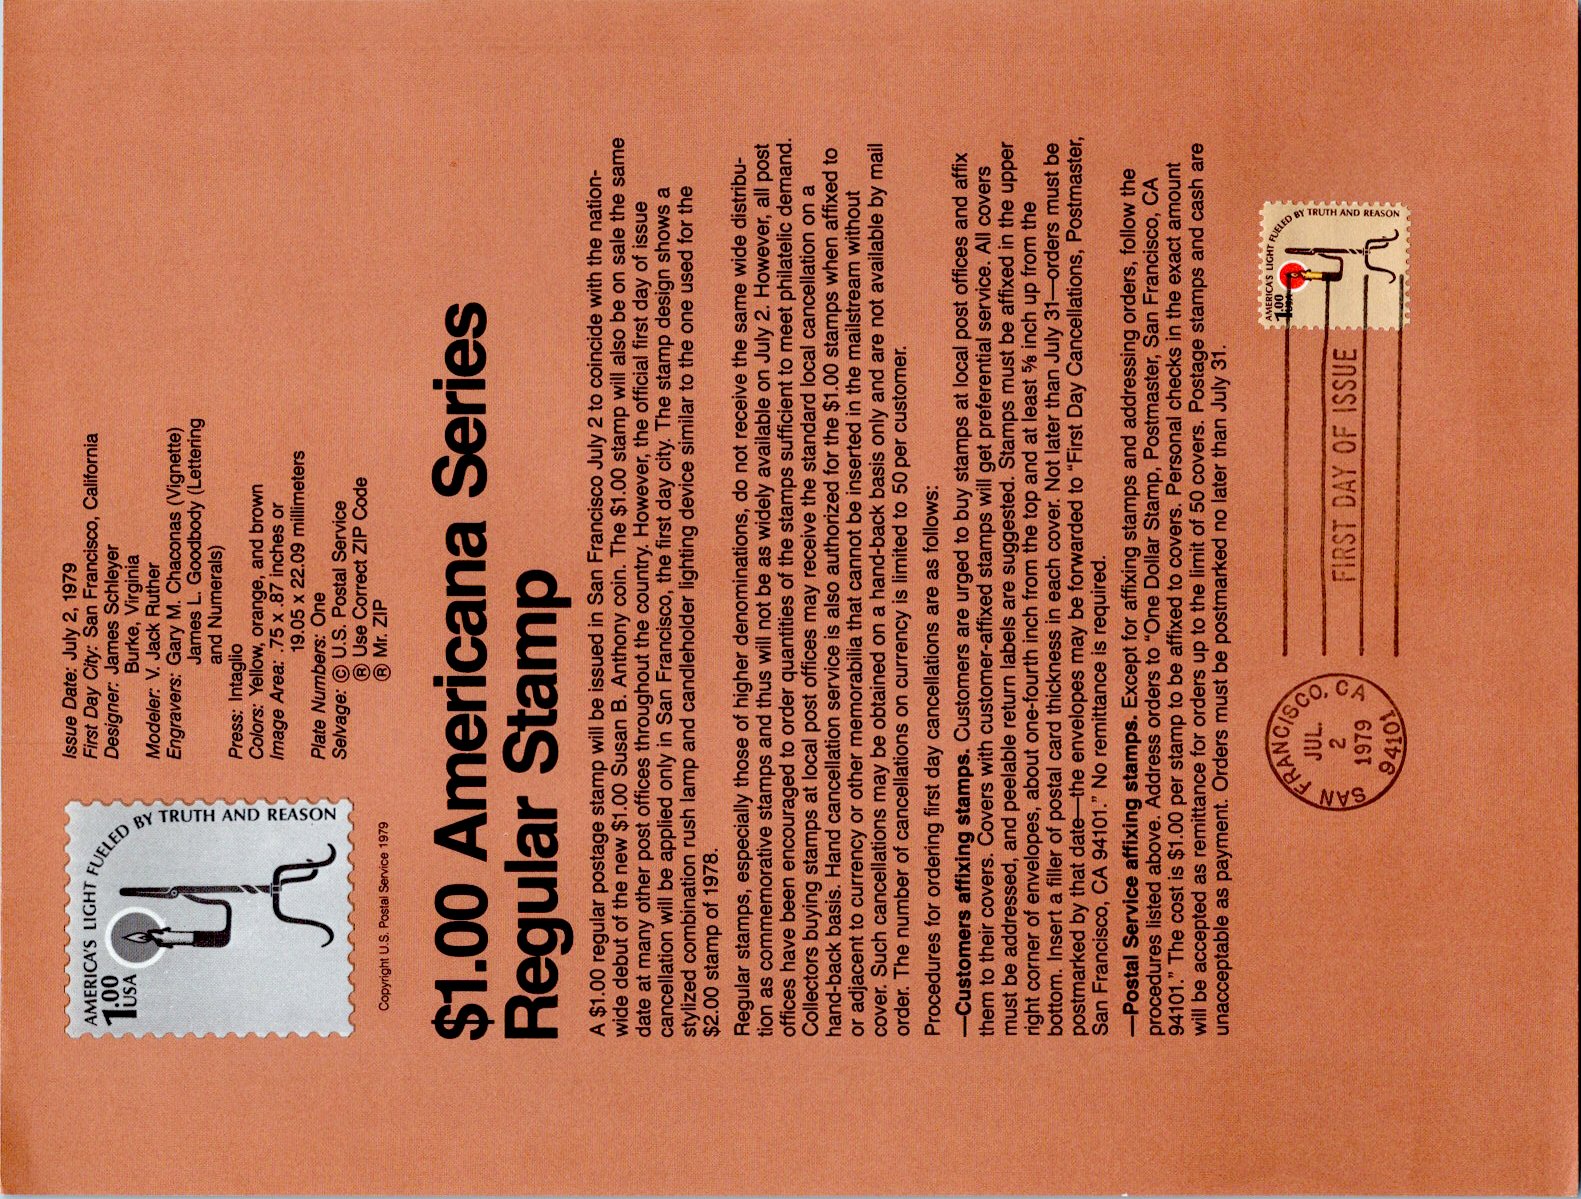 AMERICA'S LIGHT FUELED BY TRUTH AND REASON
1.00
USA
Copyright U.S. Postal Service 1979
Issue Date: July 2, 1979
First Day City: San Francisco, California
Designer: James Schleyer
Burke, Virginia
Modeler: V. Jack Ruther
Engravers: Gary M. Chaconas (Vignette)
James L. Goodbody (Lettering
and Numerals)
Press: Intaglio
Colors: Yellow, orange, and brown
Image Area: .75 x .87 inches or
19.05 x 22.09 millimeters
Plate Numbers: One
Selvage: © U.S. Postal Service
® Use Correct ZIP Code
® Mr. ZIP
$1.00 Americana Series
Regular Stamp
A $1.00 regular postage stamp will be issued in San Francisco July 2 to coincide with the nation-
wide debut of the new $1.00 Susan B. Anthony coin. The $1.00 stamp will also be on sale the same
date at many other post offices throughout the country. However, the official first day of issue
cancellation will be applied only in San Francisco, the first day city. The stamp design shows a
stylized combination rush lamp and candleholder lighting device similar to the one used for the
$2.00 stamp of 1978.
Regular stamps, especially those of higher denominations, do not receive the same wide distribu-
tion as commemorative stamps and thus will not be as widely available on July 2. However, all post
offices have been encouraged to order quantities of the stamps sufficient to meet philatelic demand.
Collectors buying stamps at local post offices may receive the standard local cancellation on a
hand-back basis. Hand cancellation service is also authorized for the $1.00 stamps when affixed to
or adjacent to currency or other memorabilia that cannot be inserted in the mailstream without
cover. Such cancellations may be obtained on a hand-back basis only and are not available by mail
order. The number of cancellations on currency is limited to 50 per customer.
Procedures for ordering first day cancellations are as follows:
—Customers affixing stamps. Customers are urged to buy stamps at local post offices and affix
them to their covers. Covers with customer-affixed stamps will get preferential service. All covers
must be addressed, and peelable return labels are suggested. Stamps must be affixed in the upper
right corner of envelopes, about one-fourth inch from the top and at least ⅝ inch up from the
bottom. Insert a filler of postal card thickness in each cover. Not later than July 31—orders must be
postmarked by that date—the envelopes may be forwarded to "First Day Cancellations, Postmaster,
San Francisco, CA 94101." No remittance is required.
—Postal Service affixing stamps. Except for affixing stamps and addressing orders, follow the
procedures listed above. Address orders to "One Dollar Stamp, Postmaster, San Francisco, CA
94101." The cost is $1.00 per stamp to be affixed to covers. Personal checks in the exact amount
will be accepted as remittance for orders up to the limit of 50 covers. Postage stamps and cash are
unacceptable as payment. Orders must be postmarked no later than July 31.
SAN FRANCISCO, CA
JUL
2
1979
94101
FIRST DAY OF ISSUE
AMERICA'S LIGHT FUELED BY TRUTH AND REASON
1.00
USA